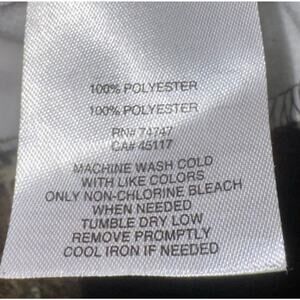 100% POLYESTER
100% POLYESTER
RN# 74747
CA# 45117
MACHINE WASH COLD
WITH LIKE COLORS
ONLY NON-CHLORINE BLEACH
WHEN NEEDED
TUMBLE DRY LOW
REMOVE PROMPTLY
COOL IRON IF NEEDED